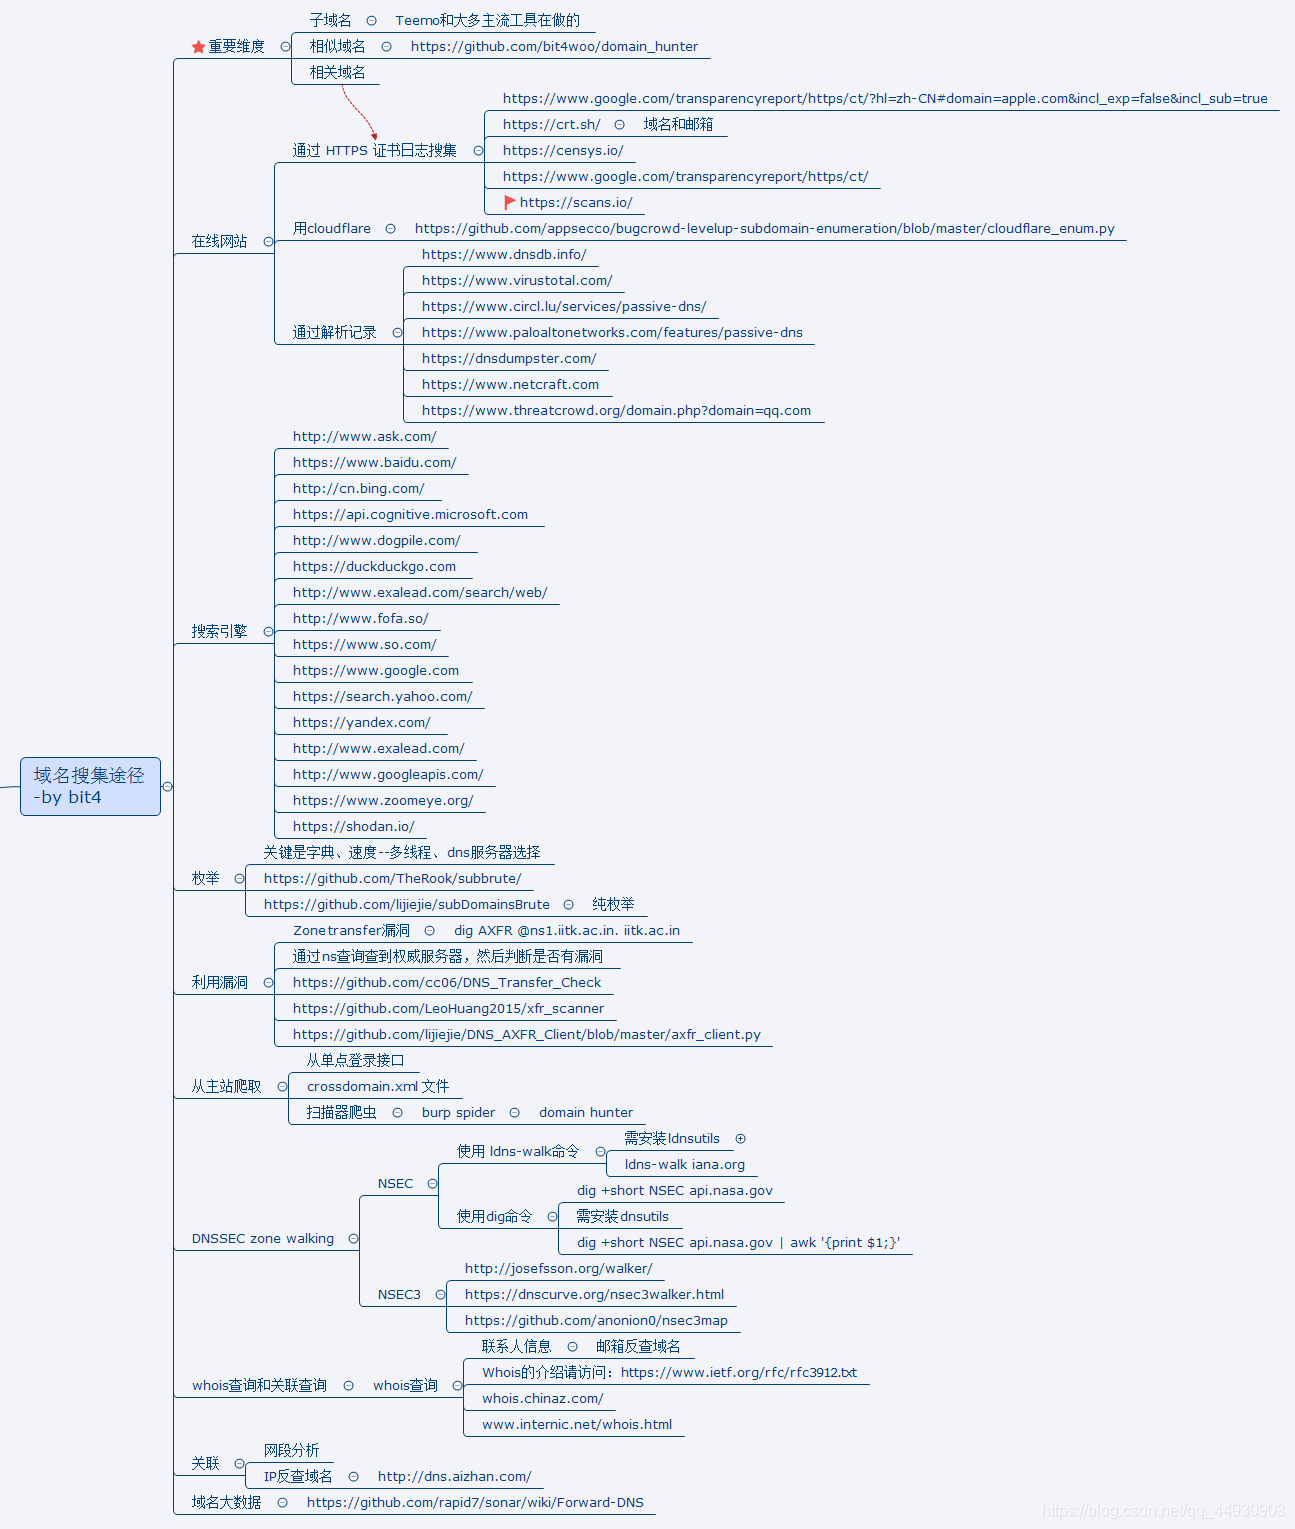 子域名
Teemo和大多主流工具在做的
重要维度
相似域名
https://github.com/bit4woo/domain_hunter
相关域名
https://www.google.com/transparencyreport/https/ct/?hl=zh-CN#domain=apple.com&incl_exp=false&incl_sub=true
https://crt.sh/
域名和邮箱
通过 HTTPS 证书日志搜集
https://censys.io/
https://www.google.com/transparencyreport/https/ct/
https://scans.io/
在线网站
用cloudflare
https://github.com/appsecco/bugcrowd-levelup-subdomain-enumeration/blob/master/cloudflare_enum.py
https://www.dnsdb.info/
https://www.virustotal.com/
https://www.circl.lu/services/passive-dns/
通过解析记录
https://www.paloaltonetworks.com/features/passive-dns
https://dnsdumpster.com/
https://www.netcraft.com
https://www.threatcrowd.org/domain.php?domain=qq.com
http://www.ask.com/
https://www.baidu.com/
http://cn.bing.com/
https://api.cognitive.microsoft.com
http://www.dogpile.com/
https://duckduckgo.com
http://www.exalead.com/search/web/
http://www.fofa.so/
搜索引擎
https://www.so.com/
https://www.google.com
https://search.yahoo.com/
https://yandex.com/
http://www.exalead.com/
http://www.googleapis.com/
https://www.zoomeye.org/
https://shodan.io/
域名搜集途径
-by bit4
关键是字典、速度--多线程、dns服务器选择
枚举
https://github.com/TheRook/subbrute/
https://github.com/lijiejie/subDomainsBrute
纯枚举
Zonetransfer漏洞
dig AXFR @ns1.iitk.ac.in. iitk.ac.in
通过ns查询查到权威服务器，然后判断是否有漏洞
利用漏洞
https://github.com/cc06/DNS_Transfer_Check
https://github.com/LeoHuang2015/xfr_scanner
https://github.com/lijiejie/DNS_AXFR_Client/blob/master/axfr_client.py
从单点登录接口
从主站爬取
crossdomain.xml 文件
扫描器爬虫
burp spider
domain hunter
需安装ldnsutils
使用 ldns-walk命令
ldns-walk iana.org
NSEC
dig +short NSEC api.nasa.gov
使用dig命令
需安装dnsutils
dig +short NSEC api.nasa.gov | awk '{print $1;}'
DNSSEC zone walking
http://josefsson.org/walker/
NSEC3
https://dnscurve.org/nsec3walker.html
https://github.com/anonion0/nsec3map
联系人信息
邮箱反查域名
Whois的介绍请访问：https://www.ietf.org/rfc/rfc3912.txt
whois查询和关联查询
whois查询
whois.chinaz.com/
www.internic.net/whois.html
网段分析
关联
IP反查域名
http://dns.aizhan.com/
域名大数据
https://github.com/rapid7/sonar/wiki/Forward-DNS
https://blog.csdn.net/qq_44930903